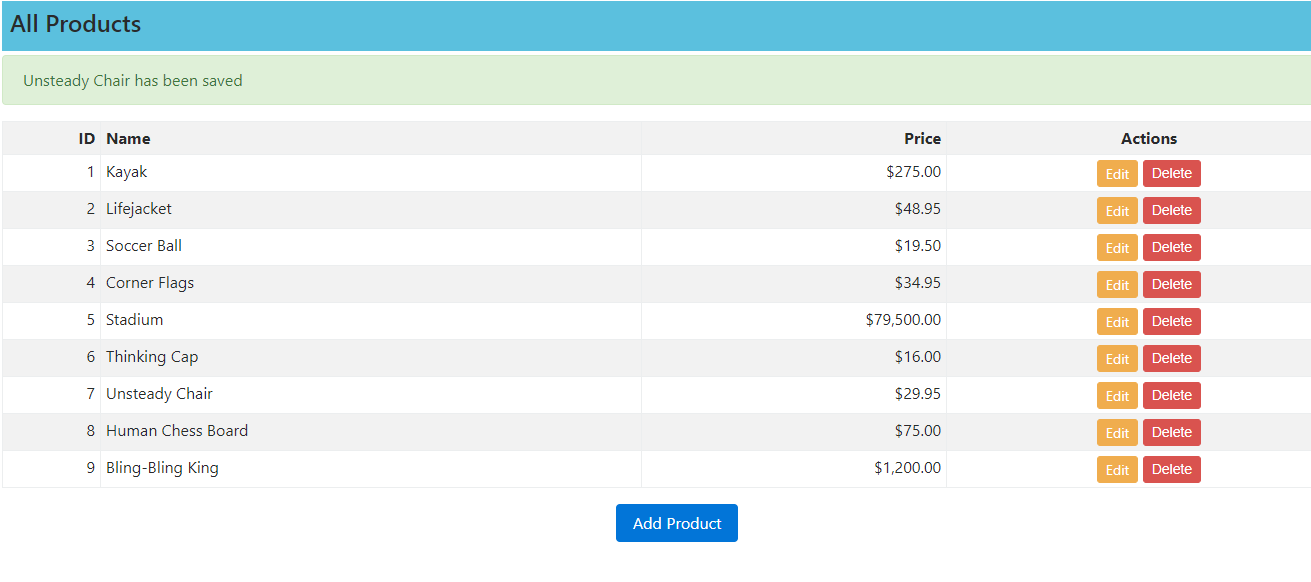 All Products
Unsteady Chair has been saved
ID Name Price Actions
1 Kayak $275.00 Edit Delete
2 Lifejacket $48.95 Edit Delete
3 Soccer Ball $19.50 Edit Delete
4 Corner Flags $34.95 Edit Delete
5 Stadium $79,500.00 Edit Delete
6 Thinking Cap $16.00 Edit Delete
7 Unsteady Chair $29.95 Edit Delete
8 Human Chess Board $75.00 Edit Delete
9 Bling-Bling King $1,200.00 Edit Delete
Add Product